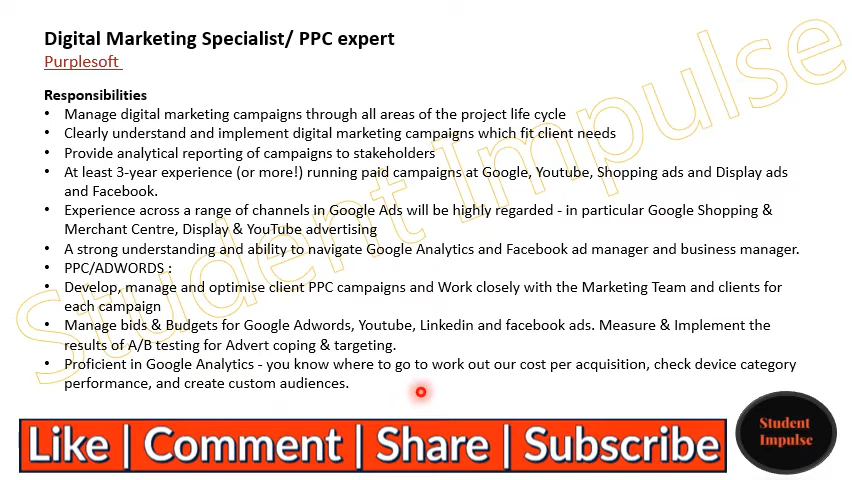 Digital Marketing Specialist/ PPC expert
Purplesoft
Responsibilities
• Manage digital marketing campaigns through all areas of the project life cycle
• Clearly understand and implement digital marketing campaigns which fit client needs
• Provide analytical reporting of campaigns to stakeholders
• At least 3-year experience (or more!) running paid campaigns at Google, Youtube, Shopping ads and Display ads
and Facebook.
• Experience across a range of channels in Google Ads will be highly regarded - in particular Google Shopping &
Merchant Centre, Display & YouTube advertising
• A strong understanding and ability to navigate Google Analytics and Facebook ad manager and business manager.
• PPC/ADWORDS :
• Develop, manage and optimise client PPC campaigns and Work closely with the Marketing Team and clients for
each campaign
• Manage bids & Budgets for Google Adwords, Youtube, Linkedin and facebook ads. Measure & Implement the
results of A/B testing for Advert coping & targeting.
• Proficient in Google Analytics - you know where to go to work out our cost per acquisition, check device category
performance, and create custom audiences.
Student Impulse
Like | Comment | Share | Subscribe
Student
Impulse